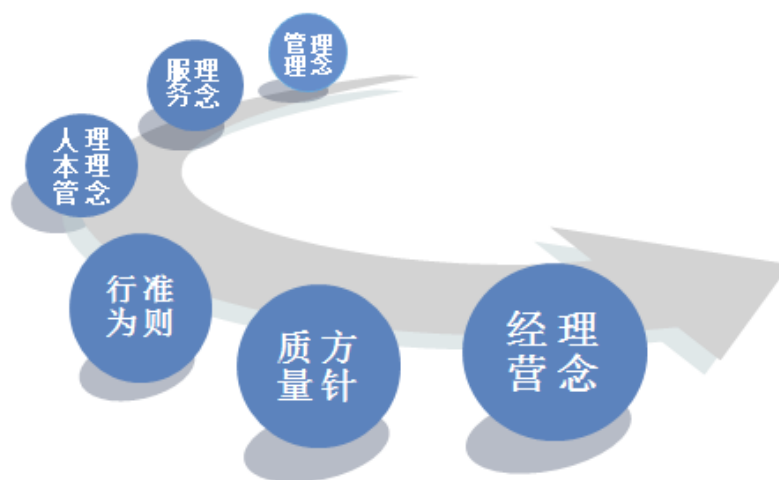 管理
理念
服务
理念
人本管
理理念
行为
准则
质量
方针
经营
理念